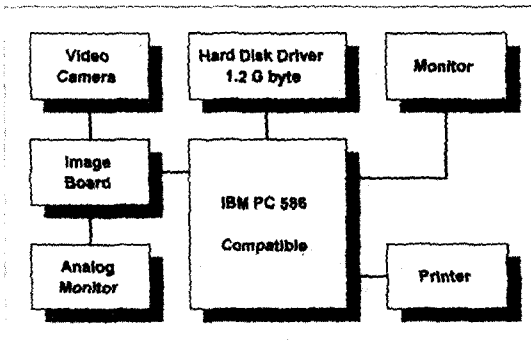 Video
Camera
Hard Disk Driver
1.2 G byte
Monitor
Image
Board
IBM PC 586
Compatible
Analog
Monitor
Printer